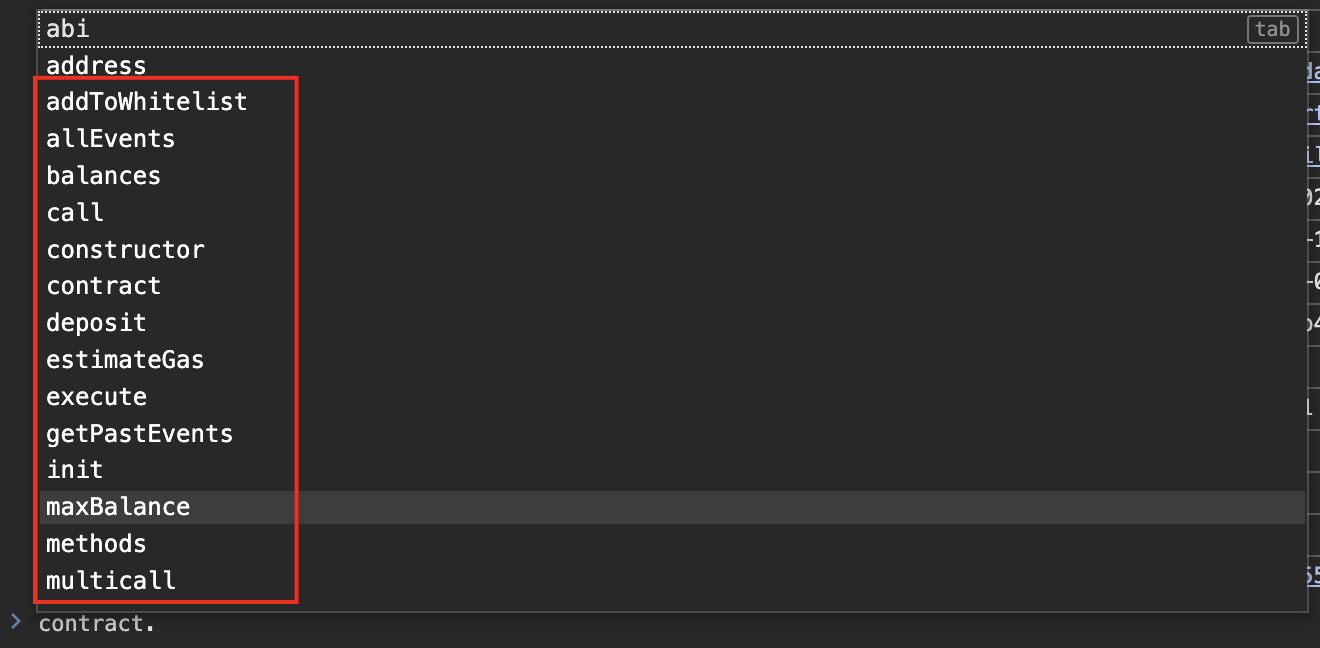 abi
tab
address
addToWhitelist
allEvents
balances
call
constructor
contract
deposit
estimateGas
execute
getPastEvents
init
maxBalance
methods
multicall
> contract.